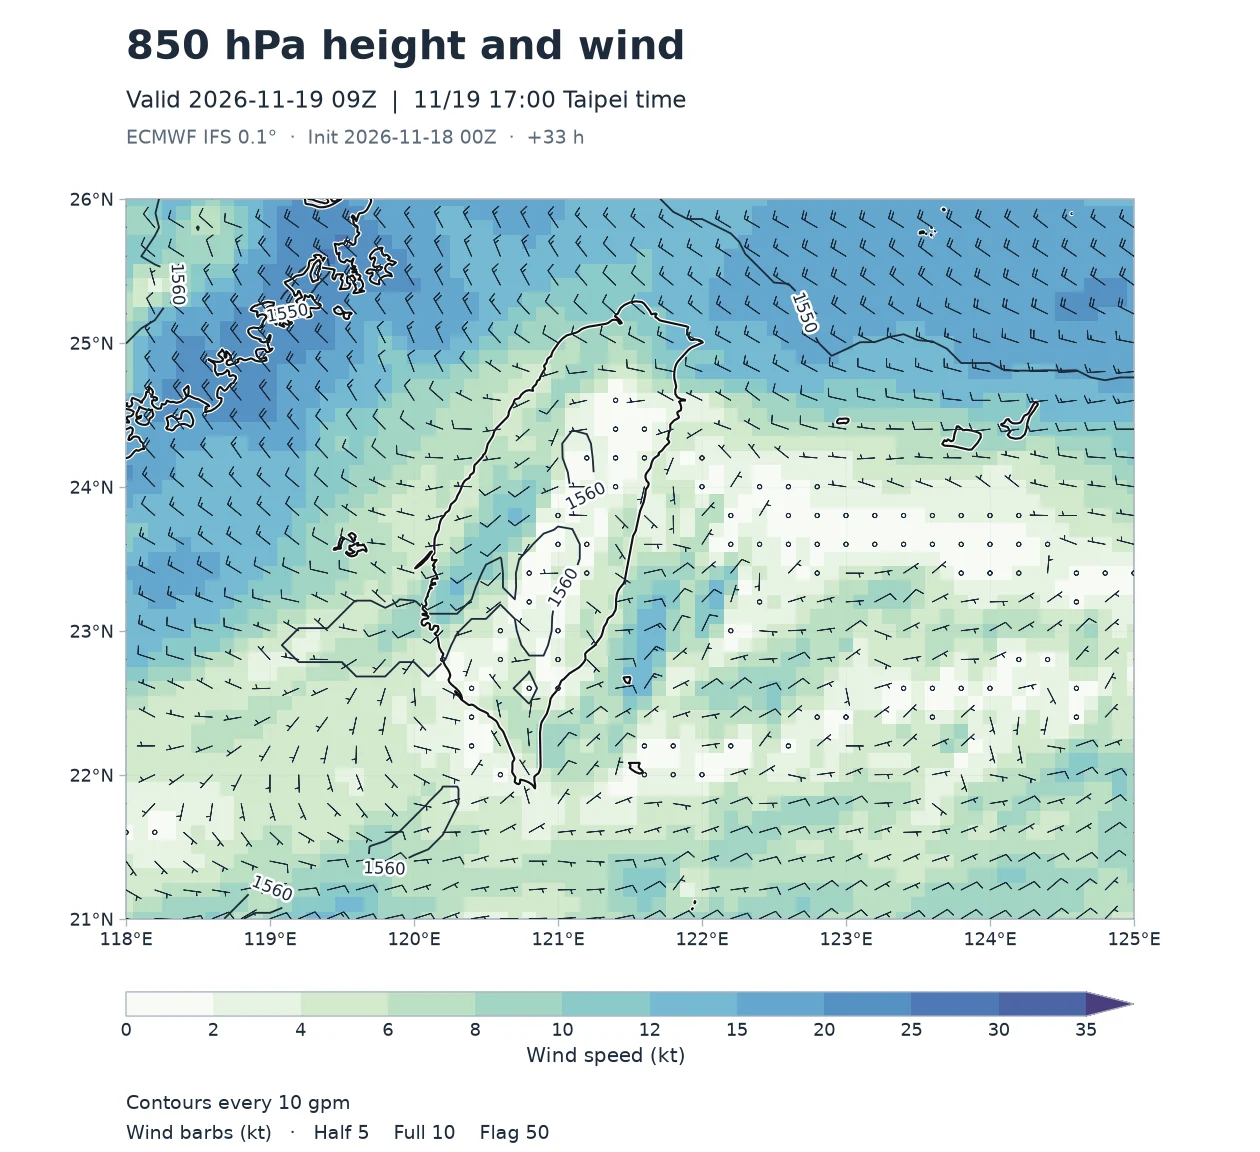 850 hPa height and wind
Valid 2026-11-19 09Z | 11/19 17:00 Taipei time
ECMWF IFS 0.1° · Init 2026-11-18 00Z · +33 h
26°N
1560
1550
1550
25°N
24°N
1560
1560
23°N
22°N
1560
1560
21°N
118°E 119°E 120°E 121°E 122°E 123°E 124°E 125°E
0 2 4 6 8 10 12 15 20 25 30 35
Wind speed (kt)
Contours every 10 gpm
Wind barbs (kt) · Half 5 Full 10 Flag 50